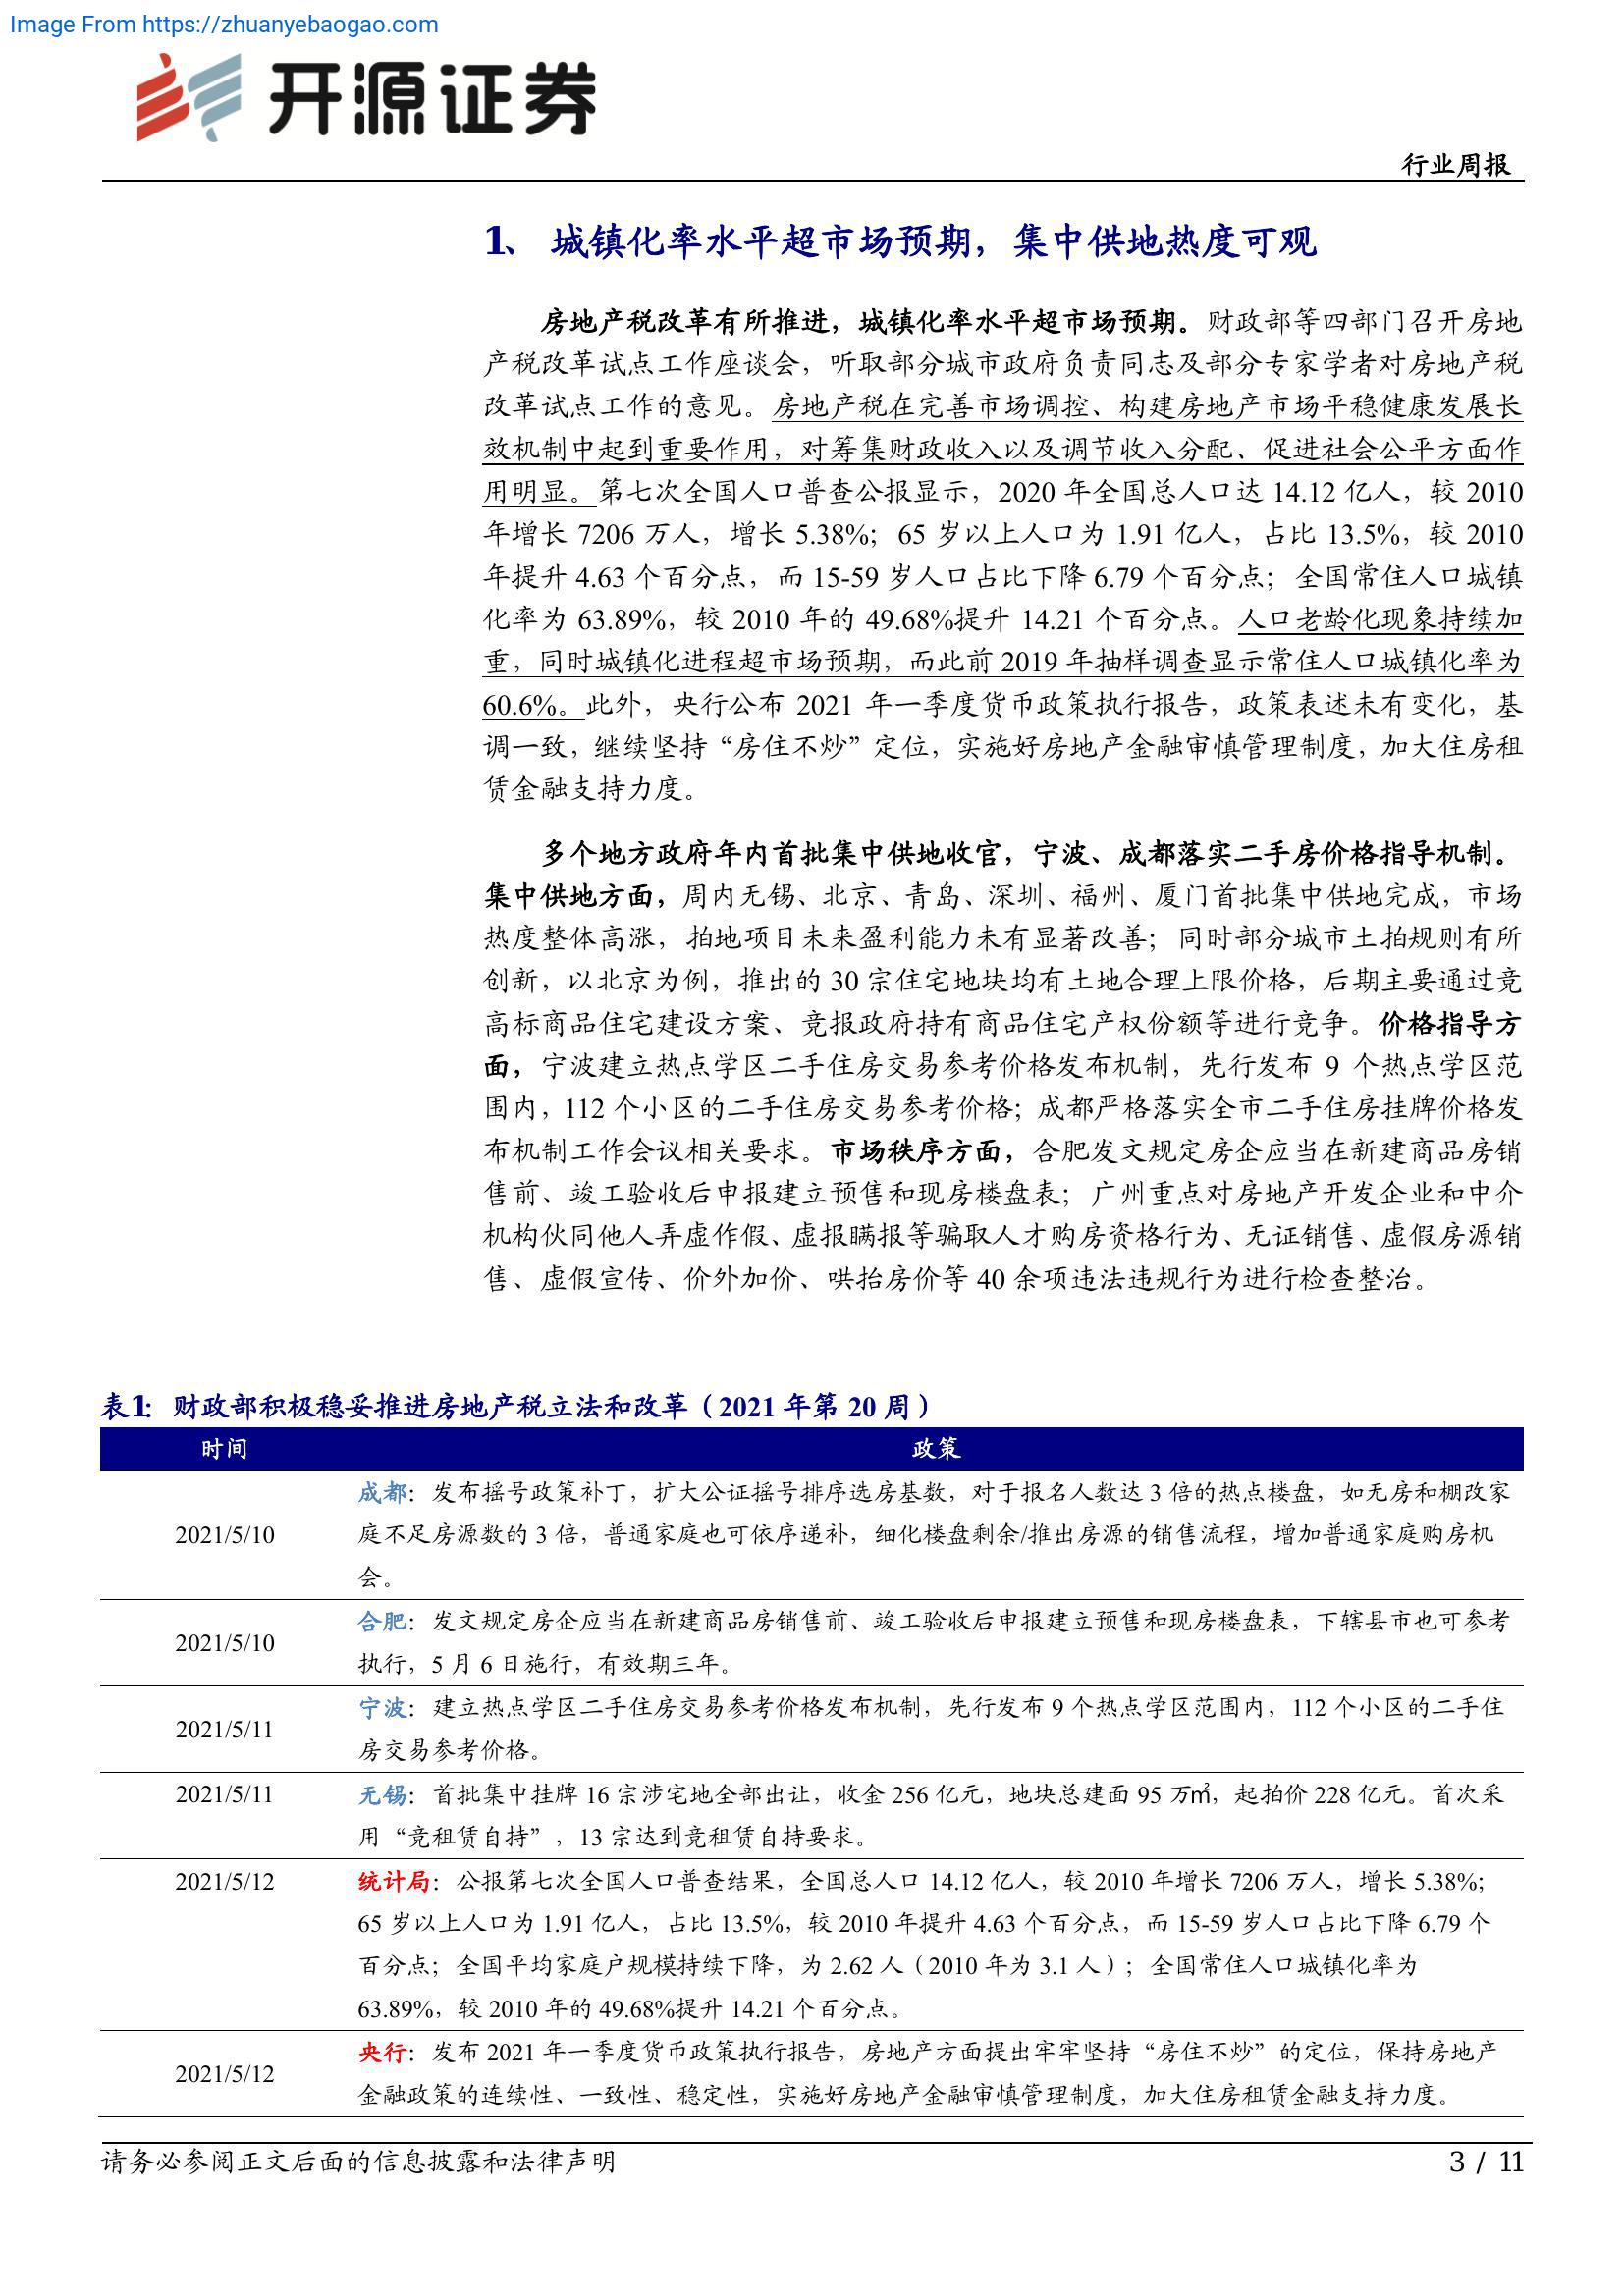 Image From https://zhuanyebaogao.com
开源证券
行业周报
1、 城镇化率水平超市场预期，集中供地热度可观
房地产税改革有所推进，城镇化率水平超市场预期。财政部等四部门召开房地
产税改革试点工作座谈会，听取部分城市政府负责同志及部分专家学者对房地产税
改革试点工作的意见。房地产税在完善市场调控、构建房地产市场平稳健康发展长
效机制中起到重要作用，对筹集财政收入以及调节收入分配、促进社会公平方面作
用明显。第七次全国人口普查公报显示，2020 年全国总人口达 14.12 亿人，较 2010
年增长 7206 万人，增长 5.38%；65 岁以上人口为 1.91 亿人，占比 13.5%，较 2010
年提升 4.63 个百分点，而 15-59 岁人口占比下降 6.79 个百分点；全国常住人口城镇
化率为 63.89%，较 2010 年的 49.68%提升 14.21 个百分点。人口老龄化现象持续加
重，同时城镇化进程超市场预期，而此前 2019 年抽样调查显示常住人口城镇化率为
60.6%。此外，央行公布 2021 年一季度货币政策执行报告，政策表述未有变化，基
调一致，继续坚持“房住不炒”定位，实施好房地产金融审慎管理制度，加大住房租
赁金融支持力度。
多个地方政府年内首批集中供地收官，宁波、成都落实二手房价格指导机制。
集中供地方面，周内无锡、北京、青岛、深圳、福州、厦门首批集中供地完成，市场
热度整体高涨，拍地项目未来盈利能力未有显著改善；同时部分城市土拍规则有所
创新，以北京为例，推出的 30 宗住宅地块均有土地合理上限价格，后期主要通过竞
高标商品住宅建设方案、竞报政府持有商品住宅产权份额等进行竞争。价格指导方
面，宁波建立热点学区二手住房交易参考价格发布机制，先行发布 9 个热点学区范
围内，112 个小区的二手住房交易参考价格；成都严格落实全市二手住房挂牌价格发
布机制工作会议相关要求。市场秩序方面，合肥发文规定房企应当在新建商品房销
售前、竣工验收后申报建立预售和现房楼盘表；广州重点对房地产开发企业和中介
机构伙同他人弄虚作假、虚报瞒报等骗取人才购房资格行为、无证销售、虚假房源销
售、虚假宣传、价外加价、哄抬房价等 40 余项违法违规行为进行检查整治。
表1： 财政部积极稳妥推进房地产税立法和改革（2021 年第 20 周）
时间 政策
成都：发布摇号政策补丁，扩大公证摇号排序选房基数，对于报名人数达 3 倍的热点楼盘，如无房和棚改家
2021/5/10 庭不足房源数的 3 倍，普通家庭也可依序递补，细化楼盘剩余/推出房源的销售流程，增加普通家庭购房机
会。
2021/5/10 合肥：发文规定房企应当在新建商品房销售前、竣工验收后申报建立预售和现房楼盘表，下辖县市也可参考
执行，5 月 6 日施行，有效期三年。
2021/5/11 宁波：建立热点学区二手住房交易参考价格发布机制，先行发布 9 个热点学区范围内，112 个小区的二手住
房交易参考价格。
2021/5/11 无锡：首批集中挂牌 16 宗涉宅地全部出让，收金 256 亿元，地块总建面 95 万㎡，起拍价 228 亿元。首次采
用“竞租赁自持”，13 宗达到竞租赁自持要求。
2021/5/12 统计局：公报第七次全国人口普查结果，全国总人口 14.12 亿人，较 2010 年增长 7206 万人，增长 5.38%；
65 岁以上人口为 1.91 亿人，占比 13.5%，较 2010 年提升 4.63 个百分点，而 15-59 岁人口占比下降 6.79 个
百分点；全国平均家庭户规模持续下降，为 2.62 人（2010 年为 3.1 人）；全国常住人口城镇化率为
63.89%，较 2010 年的 49.68%提升 14.21 个百分点。
2021/5/12 央行：发布 2021 年一季度货币政策执行报告，房地产方面提出牢牢坚持“房住不炒”的定位，保持房地产
金融政策的连续性、一致性、稳定性，实施好房地产金融审慎管理制度，加大住房租赁金融支持力度。
请务必参阅正文后面的信息披露和法律声明 3 / 11